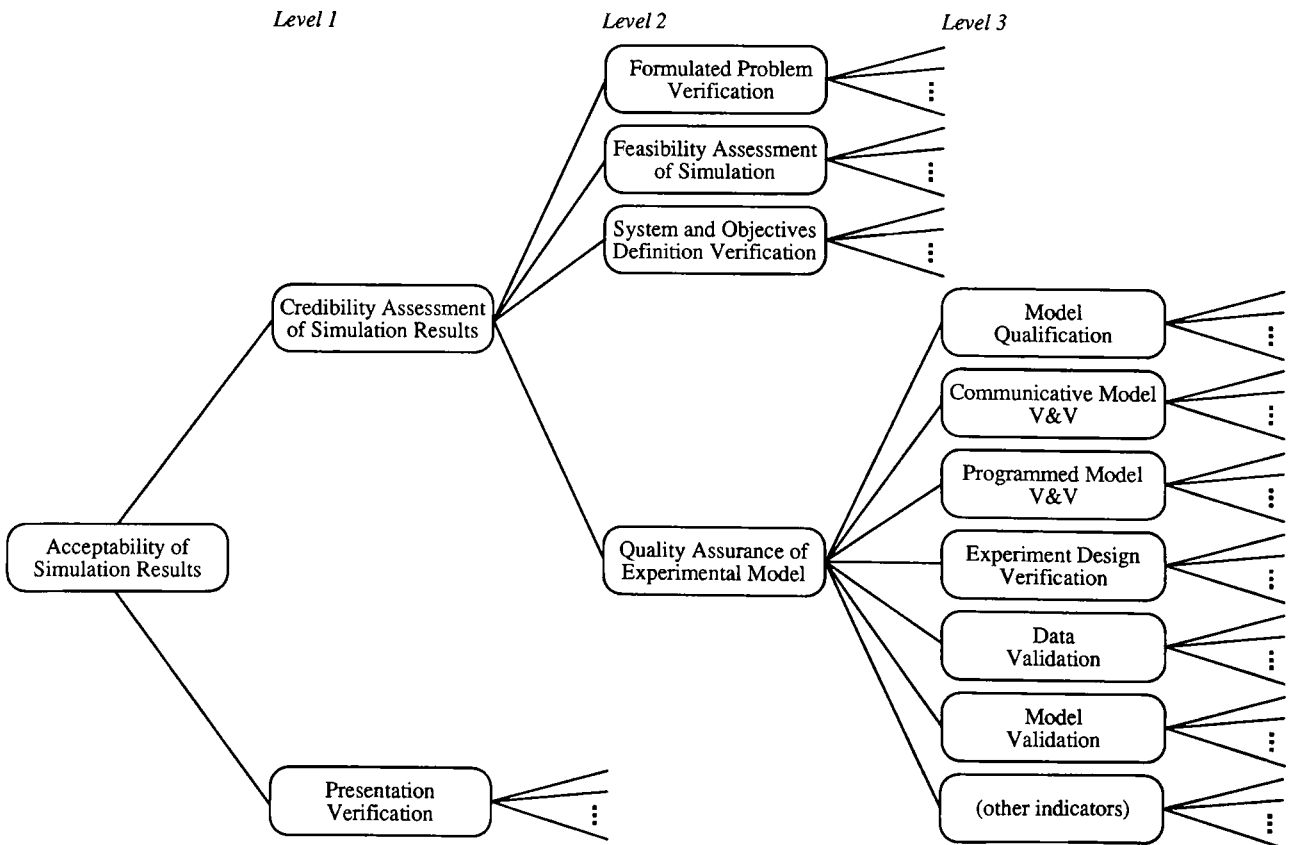 Level 1
Level 2
Level 3
Formulated Problem
Verification
Feasibility Assessment
of Simulation
System and Objectives
Definition Verification
Credibility Assessment
of Simulation Results
Model
Qualification
Communicative Model
V&V
Programmed Model
V&V
Acceptability of
Simulation Results
Quality Assurance of
Experimental Model
Experiment Design
Verification
Data
Validation
Model
Validation
Presentation
Verification
(other indicators)